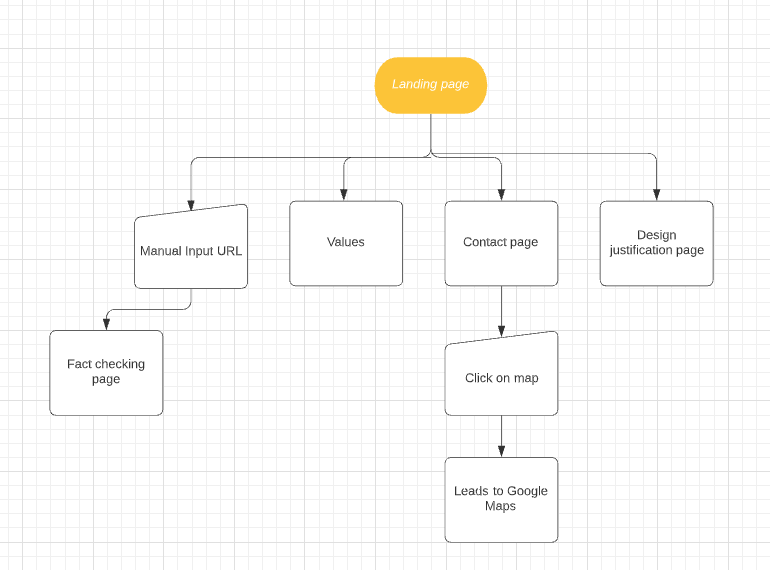 Landing page
Manual Input URL
Values
Contact page
Design
justification page
Fact checking
page
Click on map
Leads to Google
Maps